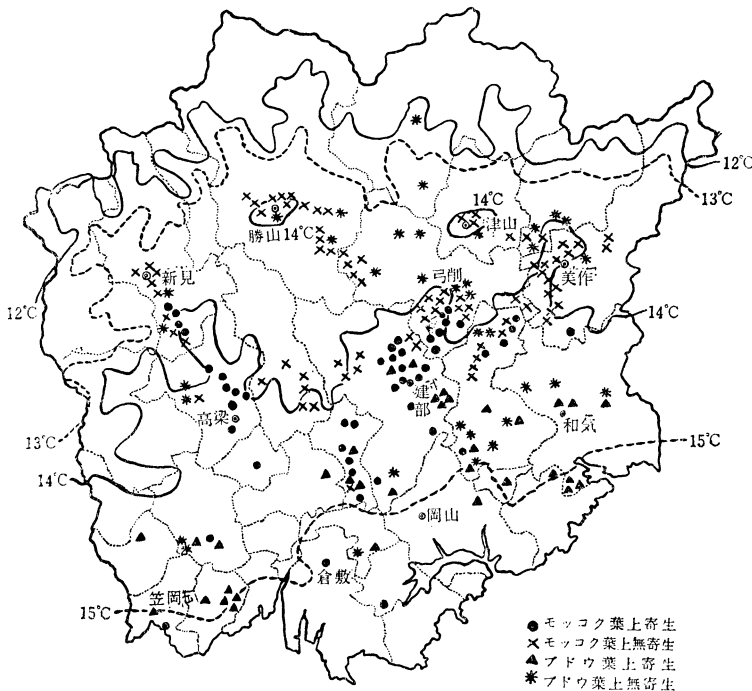 12°C
13°C
14°C
津山
勝山 14°C
新見
弓削
美作
12°C
14°C
建部
高梁
和気
13°C
15°C
14°C
岡山
倉敷
笠岡
15°C
● モッコク葉上寄生
× モッコク葉上無寄生
▲ ブドウ葉上寄生
* ブドウ葉上無寄生